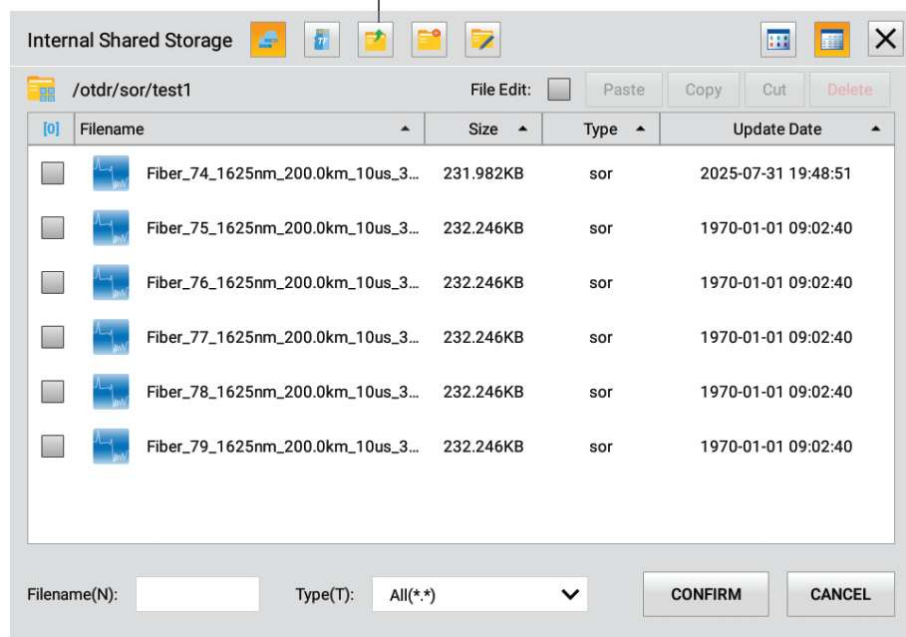 Internal Shared Storage TF
/otdr/sor/test1 File Edit: Paste Copy Cut Delete
[0] Filename Size Type Update Date
Fiber_74_1625nm_200.0km_10us_3... 231.982KB sor 2025-07-31 19:48:51
Fiber_75_1625nm_200.0km_10us_3... 232.246KB sor 1970-01-01 09:02:40
Fiber_76_1625nm_200.0km_10us_3... 232.246KB sor 1970-01-01 09:02:40
Fiber_77_1625nm_200.0km_10us_3... 232.246KB sor 1970-01-01 09:02:40
Fiber_78_1625nm_200.0km_10us_3... 232.246KB sor 1970-01-01 09:02:40
Fiber_79_1625nm_200.0km_10us_3... 232.246KB sor 1970-01-01 09:02:40
Filename(N): Type(T): All(*.*) CONFIRM CANCEL